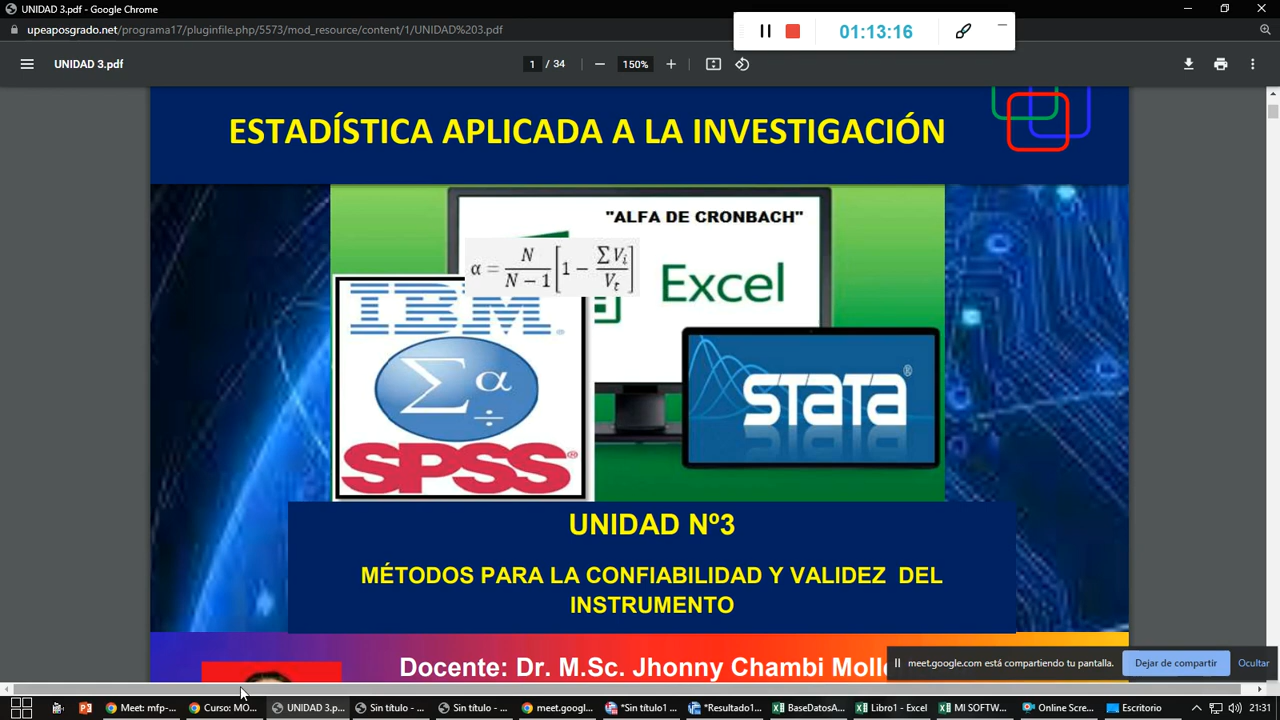 UNIDAD 3.pdf - Google Chrome
upeaposgrado.net/programa17/pluginfile.php/5573/mod_resource/content/1/UNIDAD%203.pdf
01:13:16
UNIDAD 3.pdf
1 / 34
150%
ESTADÍSTICA APLICADA A LA INVESTIGACIÓN
"ALFA DE CRONBACH"
α = N / N − 1 [1 − ∑ Vi / Vt]
Excel
IBM
∑ α ÷
SPSS®
STATA®
UNIDAD Nº3
MÉTODOS PARA LA CONFIABILIDAD Y VALIDEZ DEL
INSTRUMENTO
Docente: Dr. M.Sc. Jhonny Chambi
meet.google.com está compartiendo tu pantalla.
Dejar de compartir
Ocultar
Meet: mfp-...
Curso: MO...
UNIDAD 3.p...
Sin título - ...
Sin título - ...
meet.googl...
*Sin título1 ...
*Resultado1...
BaseDatosA...
Libro1 - Excel
MI SOFTW...
Online Scree...
Escritorio
21:31